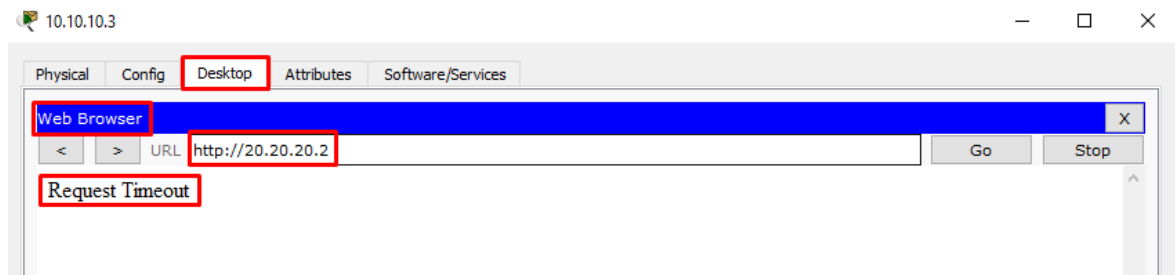 10.10.10.3
Physical Config Desktop Attributes Software/Services
Web Browser X
< > URL http://20.20.20.2 Go Stop
Request Timeout